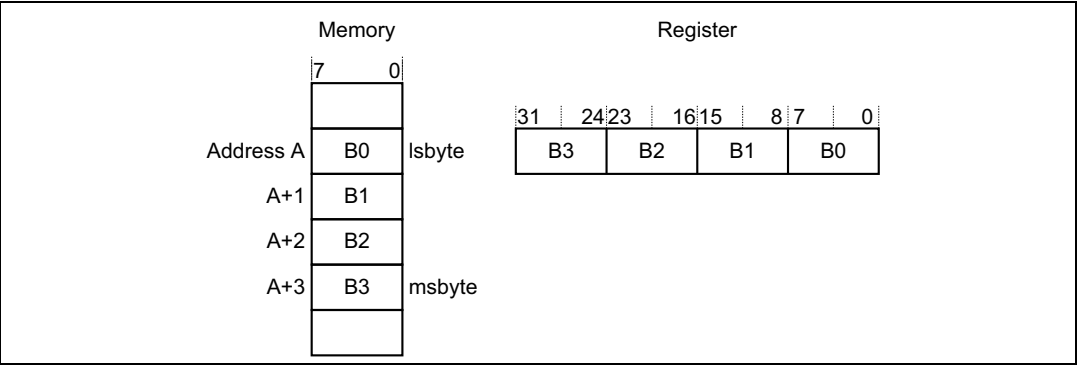 Memory
Register
7 0
31 24 23 16 15 8 7 0
Address A B0 lsbyte
B3 B2 B1 B0
A+1 B1
A+2 B2
A+3 B3 msbyte